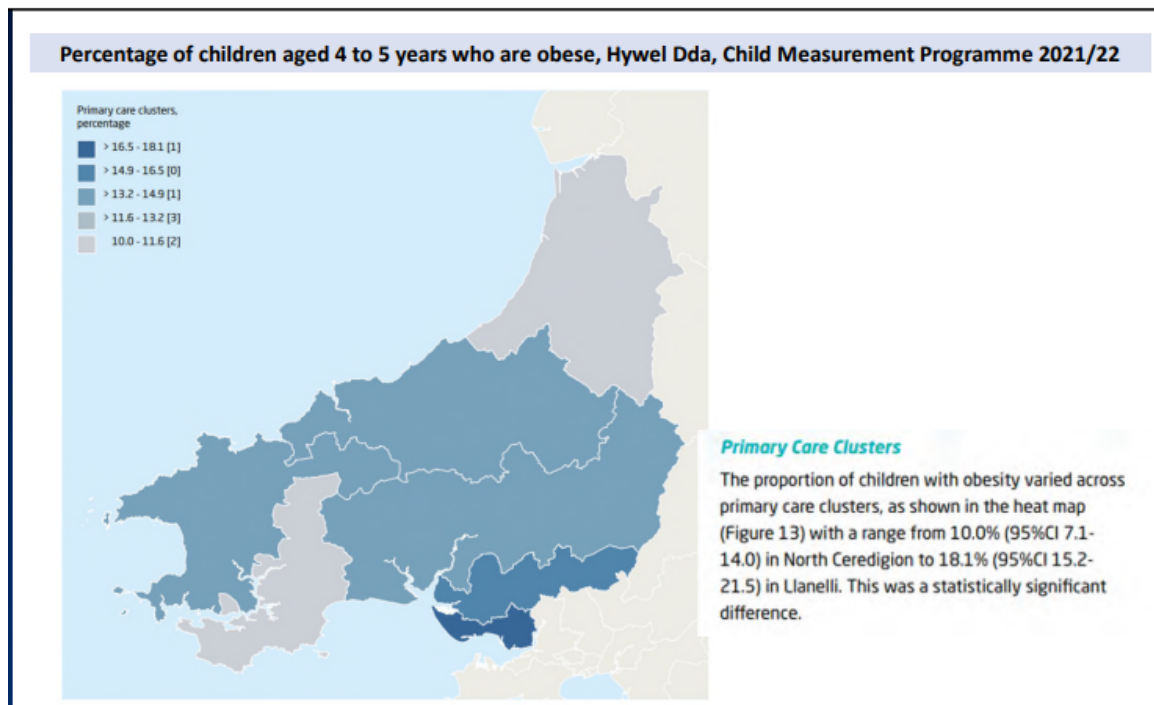 Percentage of children aged 4 to 5 years who are obese, Hywel Dda, Child Measurement Programme 2021/22
Primary care clusters,
percentage
> 16.5 - 18.1 [1]
> 14.9 - 16.5 [0]
> 13.2 - 14.9 [1]
> 11.6 - 13.2 [3]
10.0 - 11.6 [2]
Primary Care Clusters
The proportion of children with obesity varied across
primary care clusters, as shown in the heat map
(Figure 13) with a range from 10.0% (95%CI 7.1-
14.0) in North Ceredigion to 18.1% (95%CI 15.2-
21.5) in Llanelli. This was a statistically significant
difference.